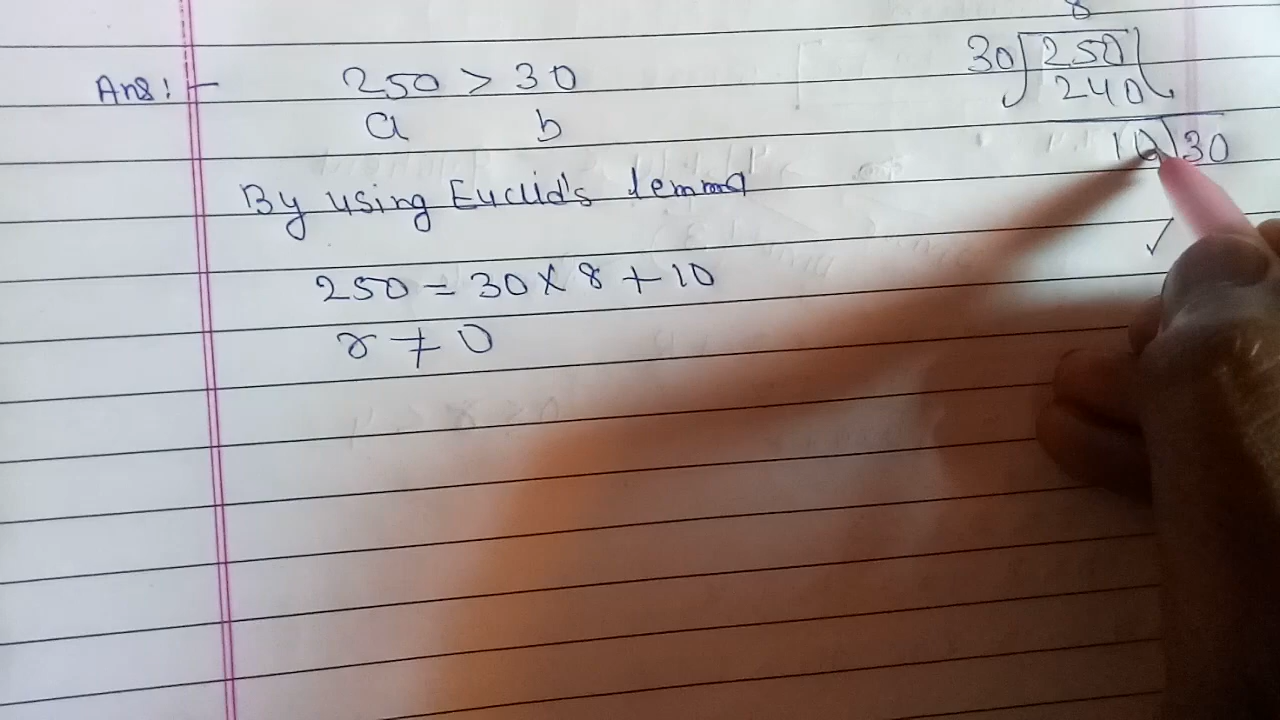 Ans :- 250 > 30
a b
By using Euclid's lemma
250 = 30 × 8 + 10
r ≠ 0
8
30 ) 250 (
240
10 ) 30
✓